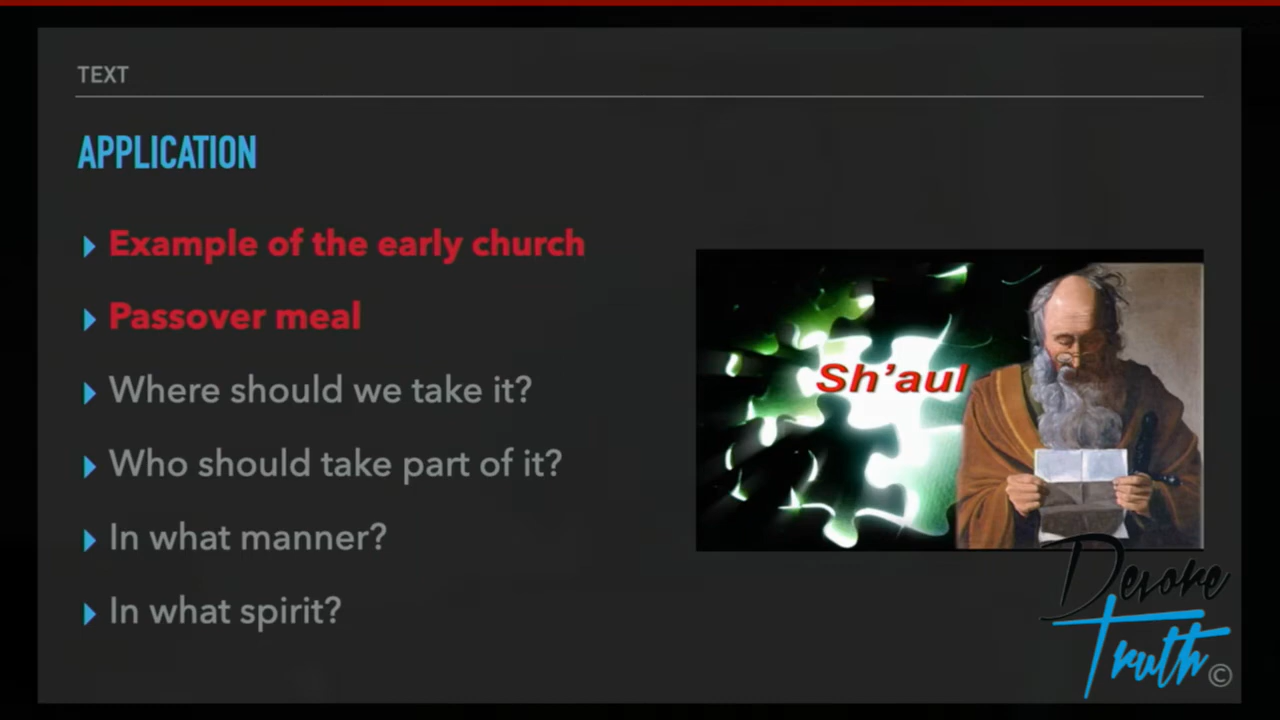 TEXT
APPLICATION
Example of the early church
Passover meal
Where should we take it?
Who should take part of it?
In what manner?
In what spirit?
Sh'aul
Devore
Truth ©